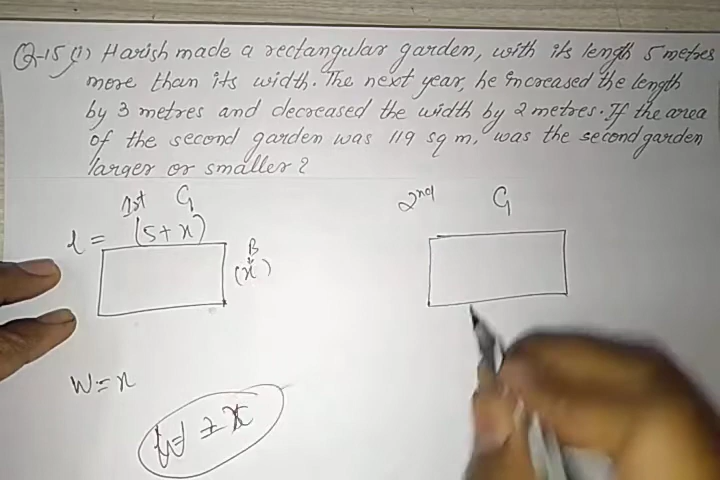 Q-15 (i) Harish made a rectangular garden, with its length 5 metres
more than its width. The next year, he increased the length
by 3 metres and decreased the width by 2 metres. If the area
of the second garden was 119 sq m, was the second garden
larger or smaller?
1st G
2nd G
l = (5+x)
B
(x)
W=x